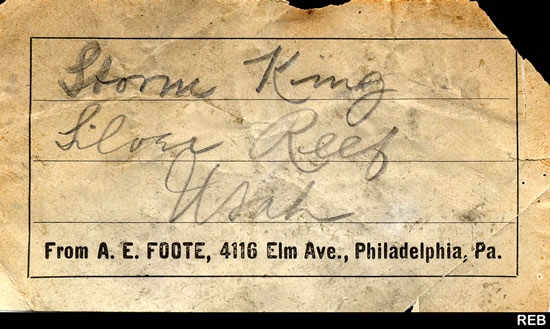 Storm King
Silver Reef
Utah
From A. E. FOOTE, 4116 Elm Ave., Philadelphia, Pa.
REB